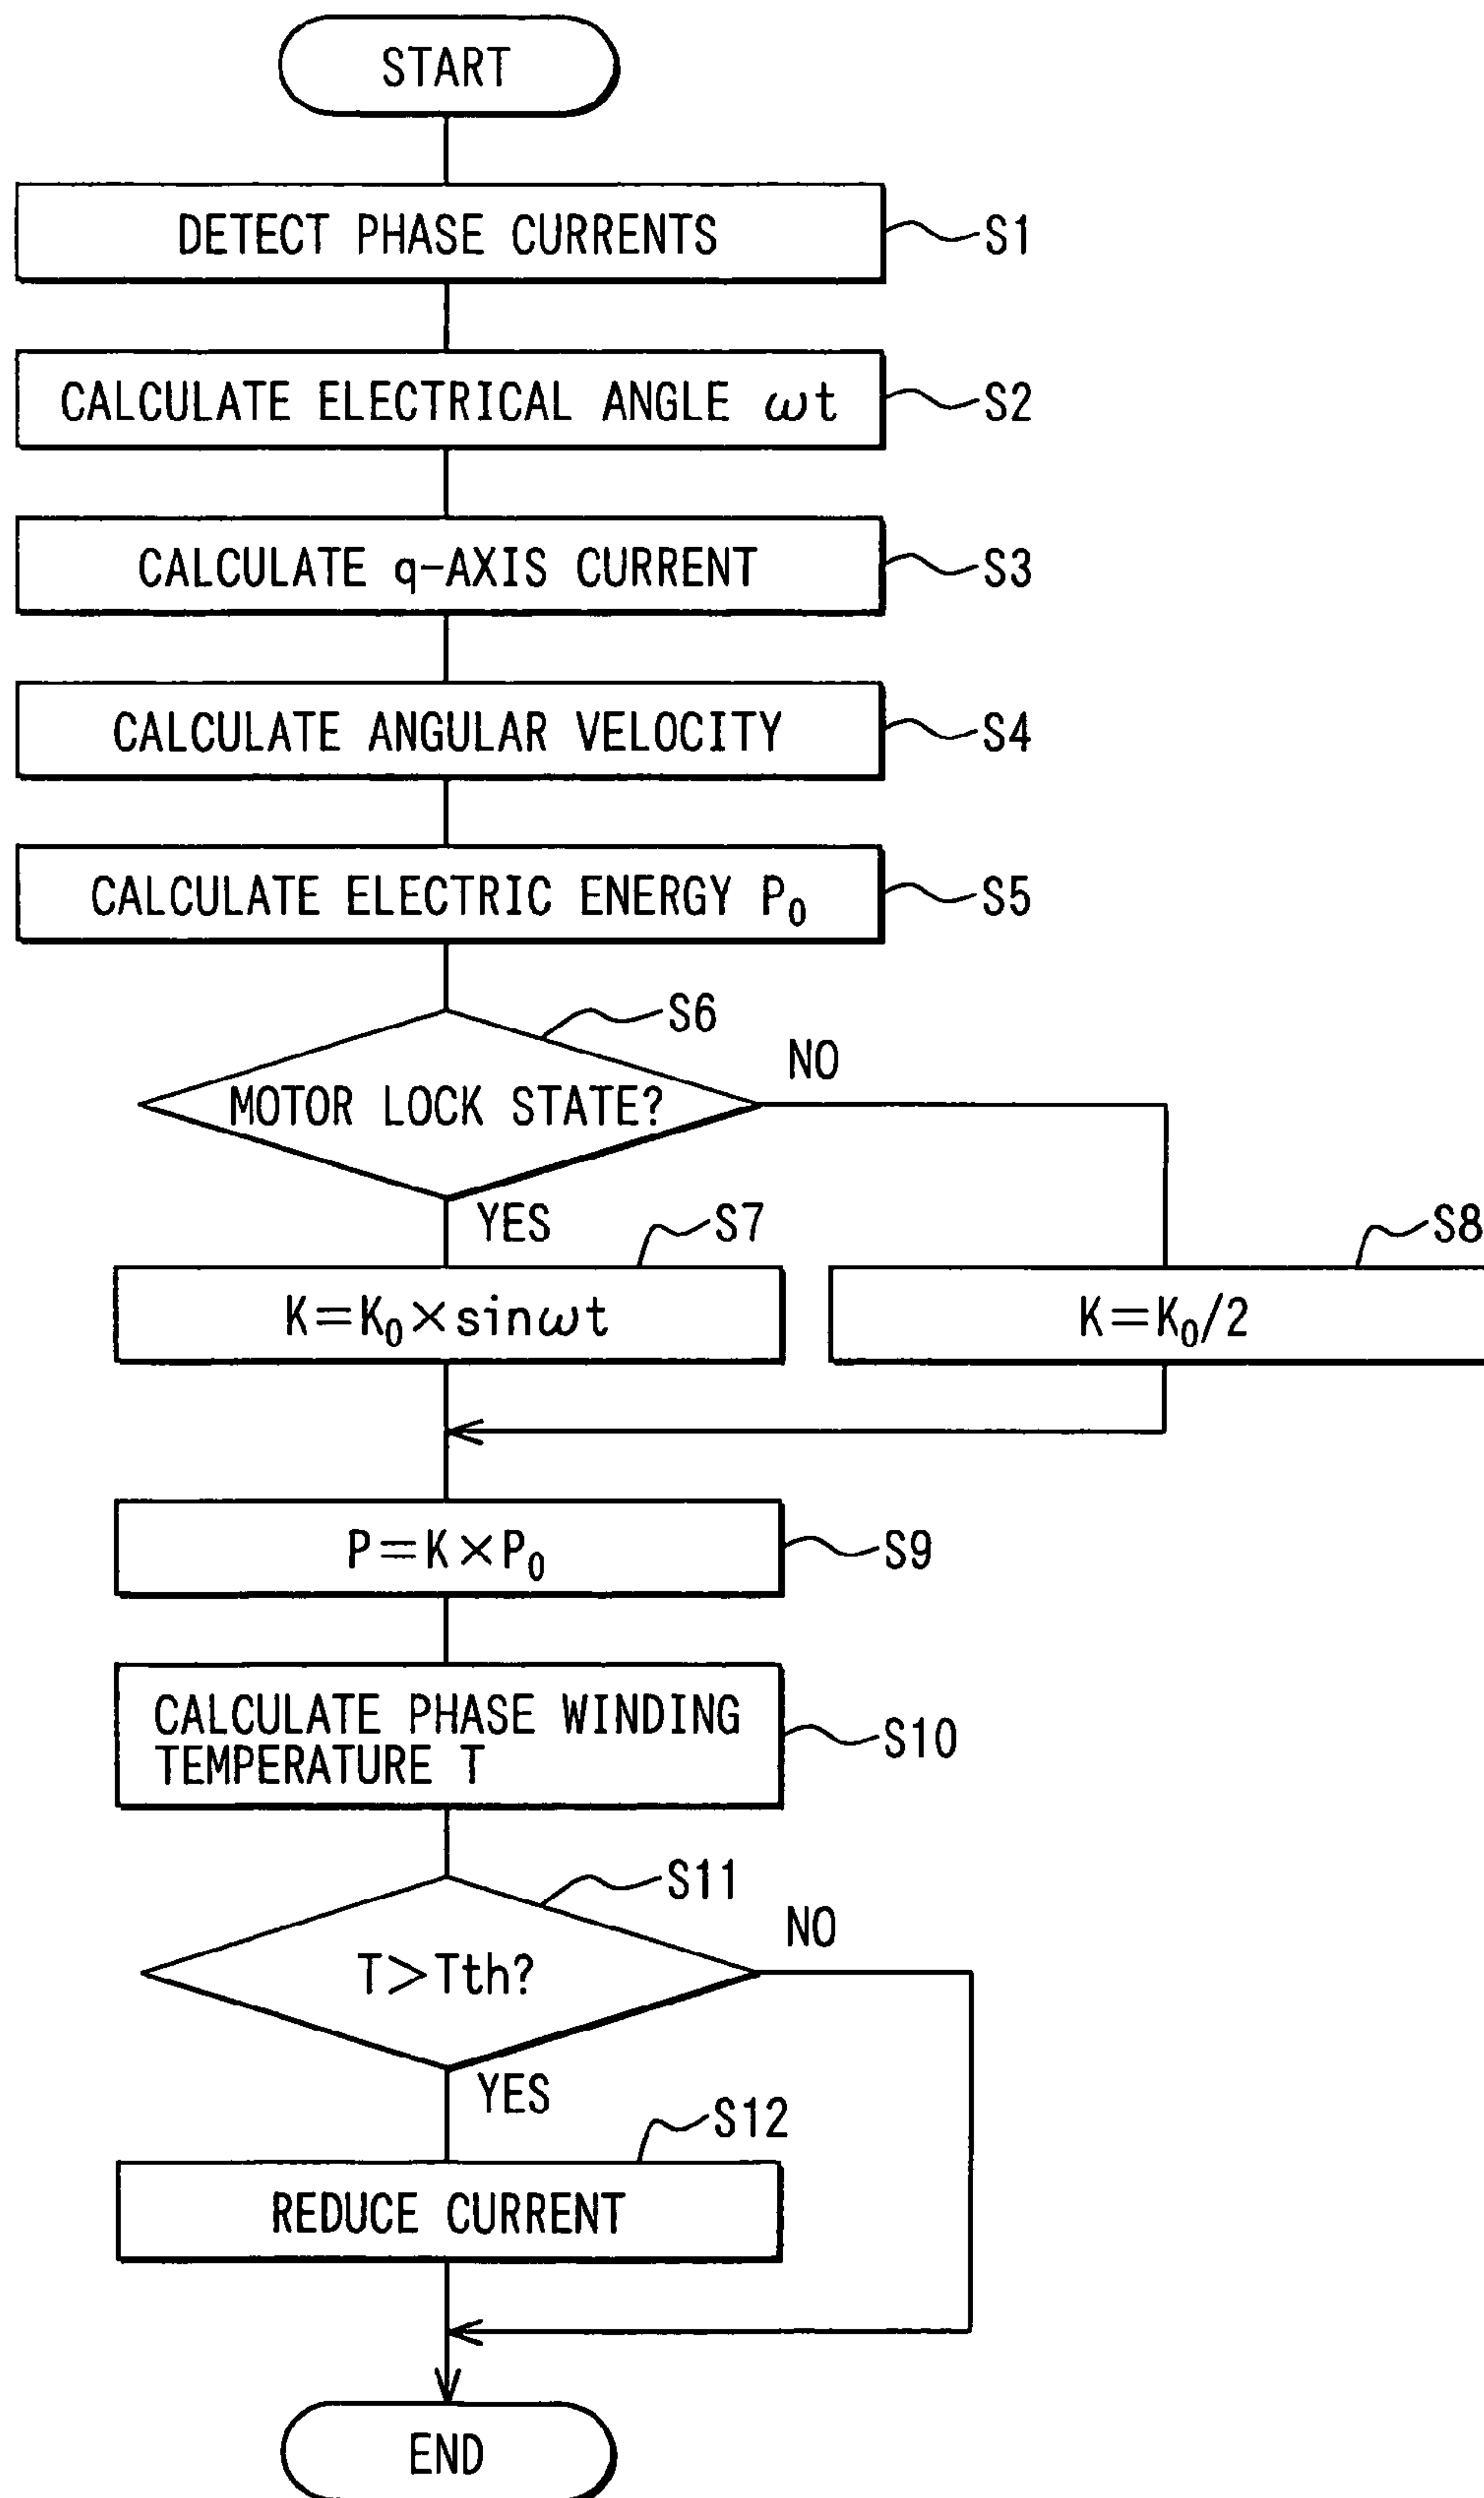 START
DETECT PHASE CURRENTS
S1
CALCULATE ELECTRICAL ANGLE ωt
S2
CALCULATE q-AXIS CURRENT
S3
CALCULATE ANGULAR VELOCITY
S4
CALCULATE ELECTRIC ENERGY P₀
S5
S6
MOTOR LOCK STATE?
NO
YES
S7
S8
K=K₀×sinωt
K=K₀/2
P=K×P₀
S9
CALCULATE PHASE WINDING
TEMPERATURE T
S10
S11
T>Tth?
NO
YES
S12
REDUCE CURRENT
END